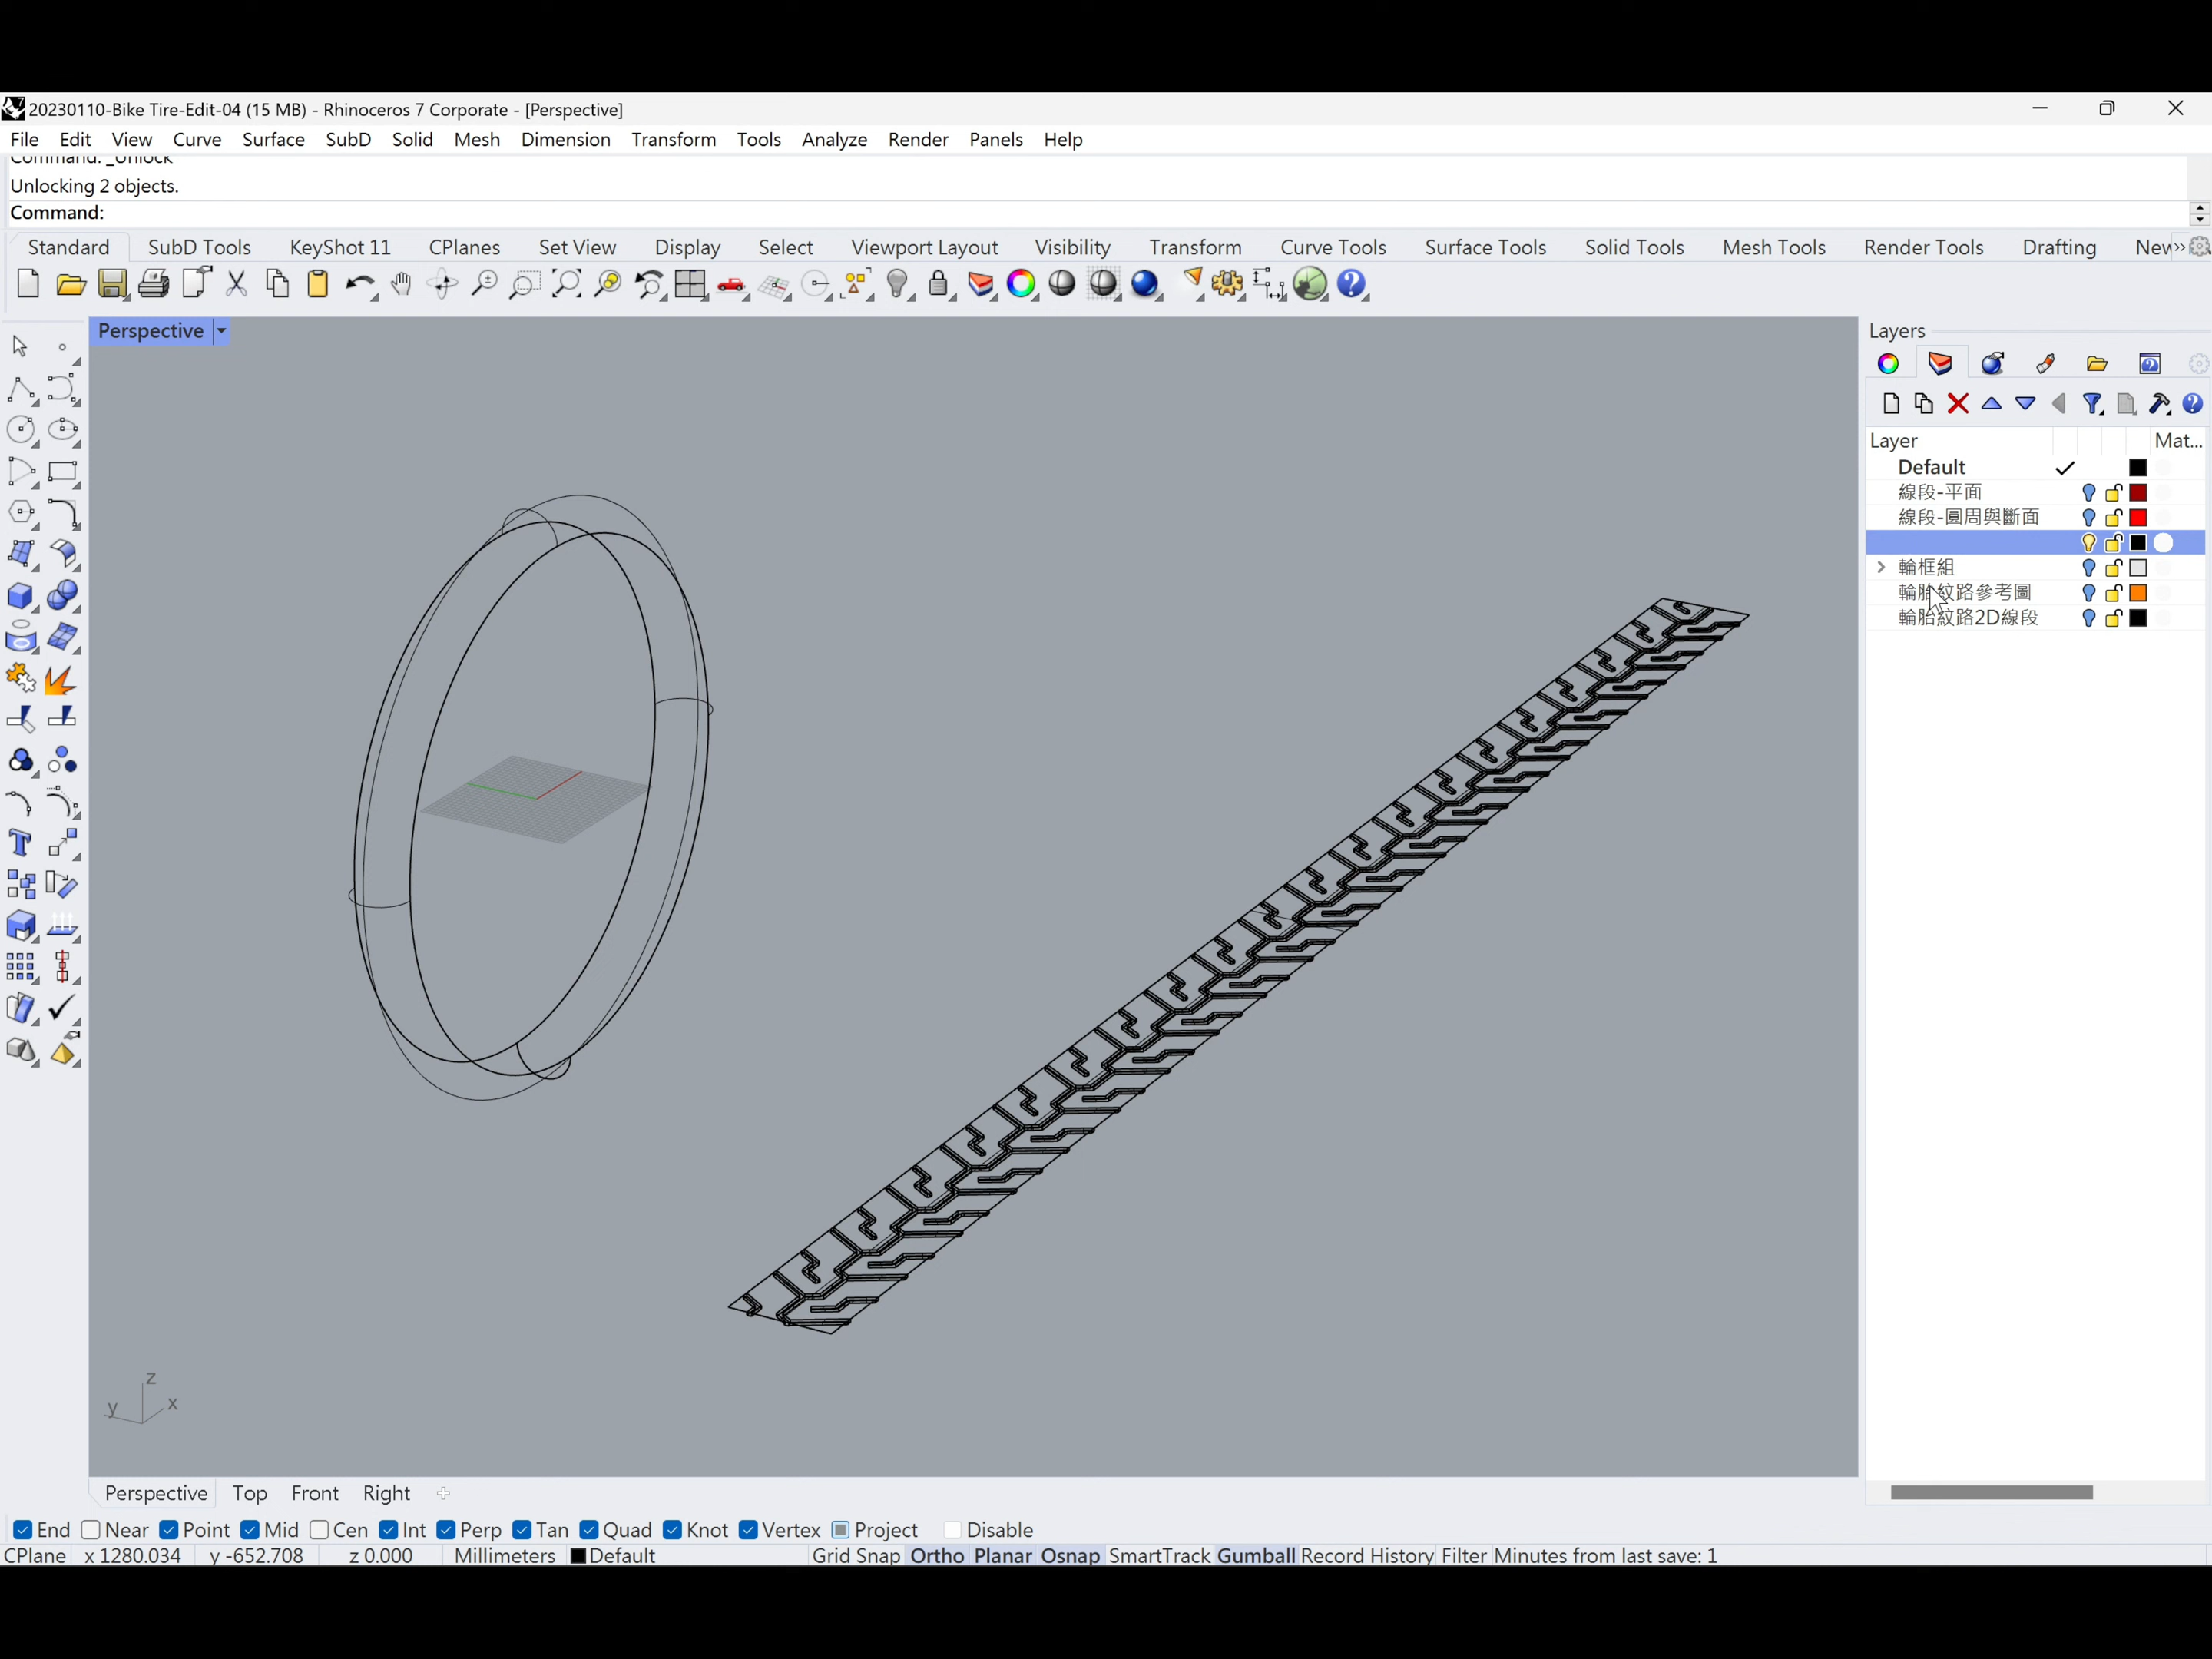 20230110-Bike Tire-Edit-04 (15 MB) - Rhinoceros 7 Corporate - [Perspective]
File Edit View Curve Surface SubD Solid Mesh Dimension Transform Tools Analyze Render Panels Help
Command: _Unlock
Unlocking 2 objects.
Command:
Standard SubD Tools KeyShot 11 CPlanes Set View Display Select Viewport Layout Visibility Transform Curve Tools Surface Tools Solid Tools Mesh Tools Render Tools Drafting New
Perspective
Layers
Layer Mat...
Default
線段-平面
線段-圓周與斷面
輪框組
輪胎紋路參考圖
輪胎紋路2D線段
z
y x
Perspective Top Front Right
End Near Point Mid Cen Int Perp Tan Quad Knot Vertex Project Disable
CPlane x 1280.034 y -652.708 z 0.000 Millimeters Default Grid Snap Ortho Planar Osnap SmartTrack Gumball Record History Filter Minutes from last save: 1